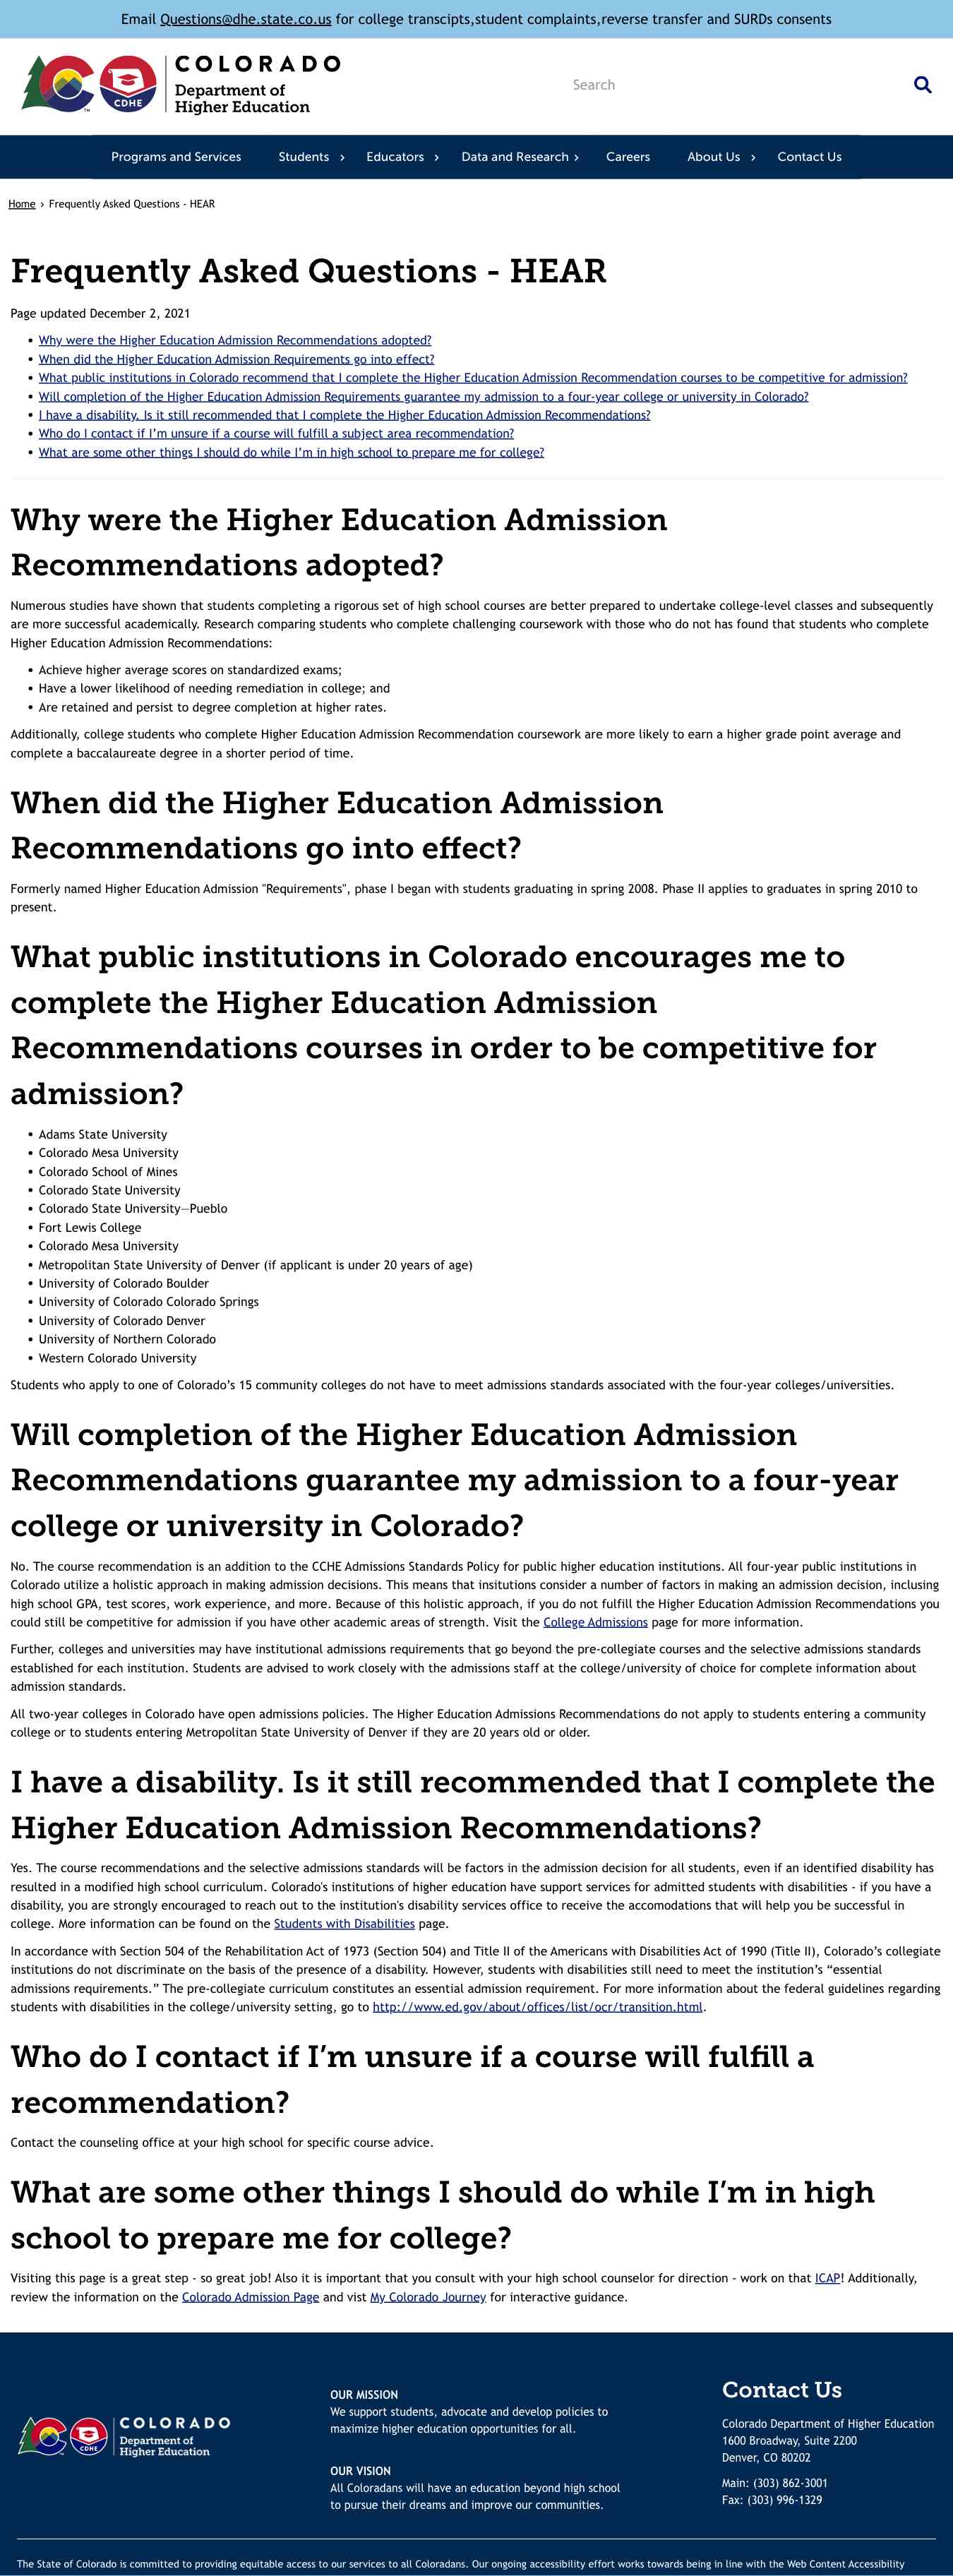 Email Questions@dhe.state.co.us for college transcipts,student complaints,reverse transfer and SURDs consents
COLORADO
Department of
Higher Education
CDHE
TM
Search
Programs and Services Students › Educators › Data and Research › Careers About Us › Contact Us
Home › Frequently Asked Questions - HEAR
Frequently Asked Questions - HEAR
Page updated December 2, 2021
• Why were the Higher Education Admission Recommendations adopted?
• When did the Higher Education Admission Requirements go into effect?
• What public institutions in Colorado recommend that I complete the Higher Education Admission Recommendation courses to be competitive for admission?
• Will completion of the Higher Education Admission Requirements guarantee my admission to a four-year college or university in Colorado?
• I have a disability. Is it still recommended that I complete the Higher Education Admission Recommendations?
• Who do I contact if I’m unsure if a course will fulfill a subject area recommendation?
• What are some other things I should do while I’m in high school to prepare me for college?
Why were the Higher Education Admission
Recommendations adopted?
Numerous studies have shown that students completing a rigorous set of high school courses are better prepared to undertake college-level classes and subsequently
are more successful academically. Research comparing students who complete challenging coursework with those who do not has found that students who complete
Higher Education Admission Recommendations:
• Achieve higher average scores on standardized exams;
• Have a lower likelihood of needing remediation in college; and
• Are retained and persist to degree completion at higher rates.
Additionally, college students who complete Higher Education Admission Recommendation coursework are more likely to earn a higher grade point average and
complete a baccalaureate degree in a shorter period of time.
When did the Higher Education Admission
Recommendations go into effect?
Formerly named Higher Education Admission "Requirements", phase I began with students graduating in spring 2008. Phase II applies to graduates in spring 2010 to
present.
What public institutions in Colorado encourages me to
complete the Higher Education Admission
Recommendations courses in order to be competitive for
admission?
• Adams State University
• Colorado Mesa University
• Colorado School of Mines
• Colorado State University
• Colorado State University—Pueblo
• Fort Lewis College
• Colorado Mesa University
• Metropolitan State University of Denver (if applicant is under 20 years of age)
• University of Colorado Boulder
• University of Colorado Colorado Springs
• University of Colorado Denver
• University of Northern Colorado
• Western Colorado University
Students who apply to one of Colorado’s 15 community colleges do not have to meet admissions standards associated with the four-year colleges/universities.
Will completion of the Higher Education Admission
Recommendations guarantee my admission to a four-year
college or university in Colorado?
No. The course recommendation is an addition to the CCHE Admissions Standards Policy for public higher education institutions. All four-year public institutions in
Colorado utilize a holistic approach in making admission decisions. This means that insitutions consider a number of factors in making an admission decision, inclusing
high school GPA, test scores, work experience, and more. Because of this holistic approach, if you do not fulfill the Higher Education Admission Recommendations you
could still be competitive for admission if you have other academic areas of strength. Visit the College Admissions page for more information.
Further, colleges and universities may have institutional admissions requirements that go beyond the pre-collegiate courses and the selective admissions standards
established for each institution. Students are advised to work closely with the admissions staff at the college/university of choice for complete information about
admission standards.
All two-year colleges in Colorado have open admissions policies. The Higher Education Admissions Recommendations do not apply to students entering a community
college or to students entering Metropolitan State University of Denver if they are 20 years old or older.
I have a disability. Is it still recommended that I complete the
Higher Education Admission Recommendations?
Yes. The course recommendations and the selective admissions standards will be factors in the admission decision for all students, even if an identified disability has
resulted in a modified high school curriculum. Colorado's institutions of higher education have support services for admitted students with disabilities - if you have a
disability, you are strongly encouraged to reach out to the institution's disability services office to receive the accomodations that will help you be successful in
college. More information can be found on the Students with Disabilities page.
In accordance with Section 504 of the Rehabilitation Act of 1973 (Section 504) and Title II of the Americans with Disabilities Act of 1990 (Title II), Colorado’s collegiate
institutions do not discriminate on the basis of the presence of a disability. However, students with disabilities still need to meet the institution’s “essential
admissions requirements.” The pre-collegiate curriculum constitutes an essential admission requirement. For more information about the federal guidelines regarding
students with disabilities in the college/university setting, go to http://www.ed.gov/about/offices/list/ocr/transition.html.
Who do I contact if I’m unsure if a course will fulfill a
recommendation?
Contact the counseling office at your high school for specific course advice.
What are some other things I should do while I’m in high
school to prepare me for college?
Visiting this page is a great step - so great job! Also it is important that you consult with your high school counselor for direction - work on that ICAP! Additionally,
review the information on the Colorado Admission Page and vist My Colorado Journey for interactive guidance.
COLORADO
Department of
Higher Education
CDHE
OUR MISSION
We support students, advocate and develop policies to
maximize higher education opportunities for all.
OUR VISION
All Coloradans will have an education beyond high school
to pursue their dreams and improve our communities.
Contact Us
Colorado Department of Higher Education
1600 Broadway, Suite 2200
Denver, CO 80202
Main: (303) 862-3001
Fax: (303) 996-1329
The State of Colorado is committed to providing equitable access to our services to all Coloradans. Our ongoing accessibility effort works towards being in line with the Web Content Accessibility